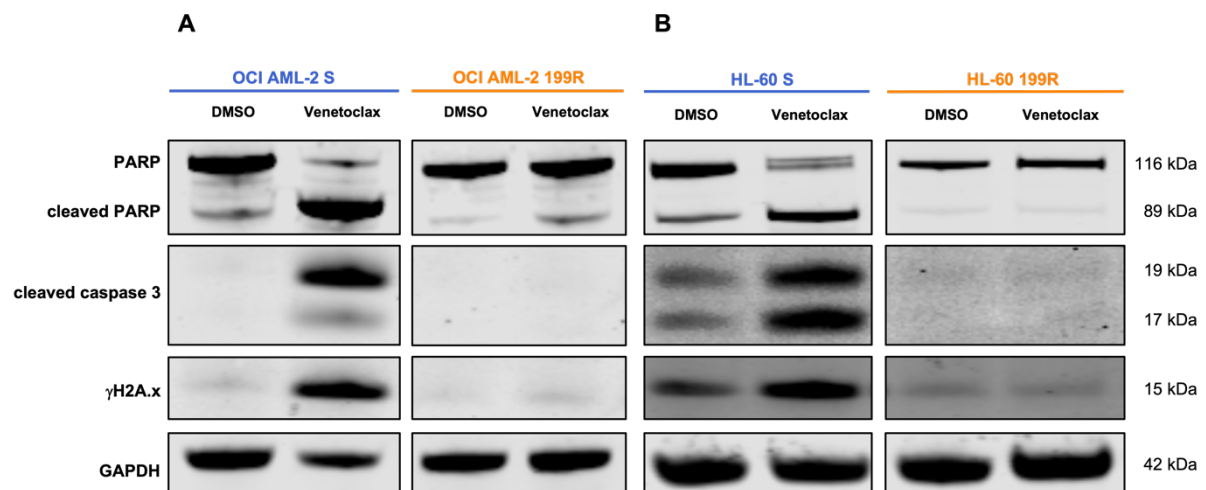 A B
OCI AML-2 S OCI AML-2 199R HL-60 S HL-60 199R
DMSO Venetoclax DMSO Venetoclax DMSO Venetoclax DMSO Venetoclax
PARP 116 kDa
cleaved PARP 89 kDa
19 kDa
cleaved caspase 3
17 kDa
γH2A.x 15 kDa
GAPDH 42 kDa